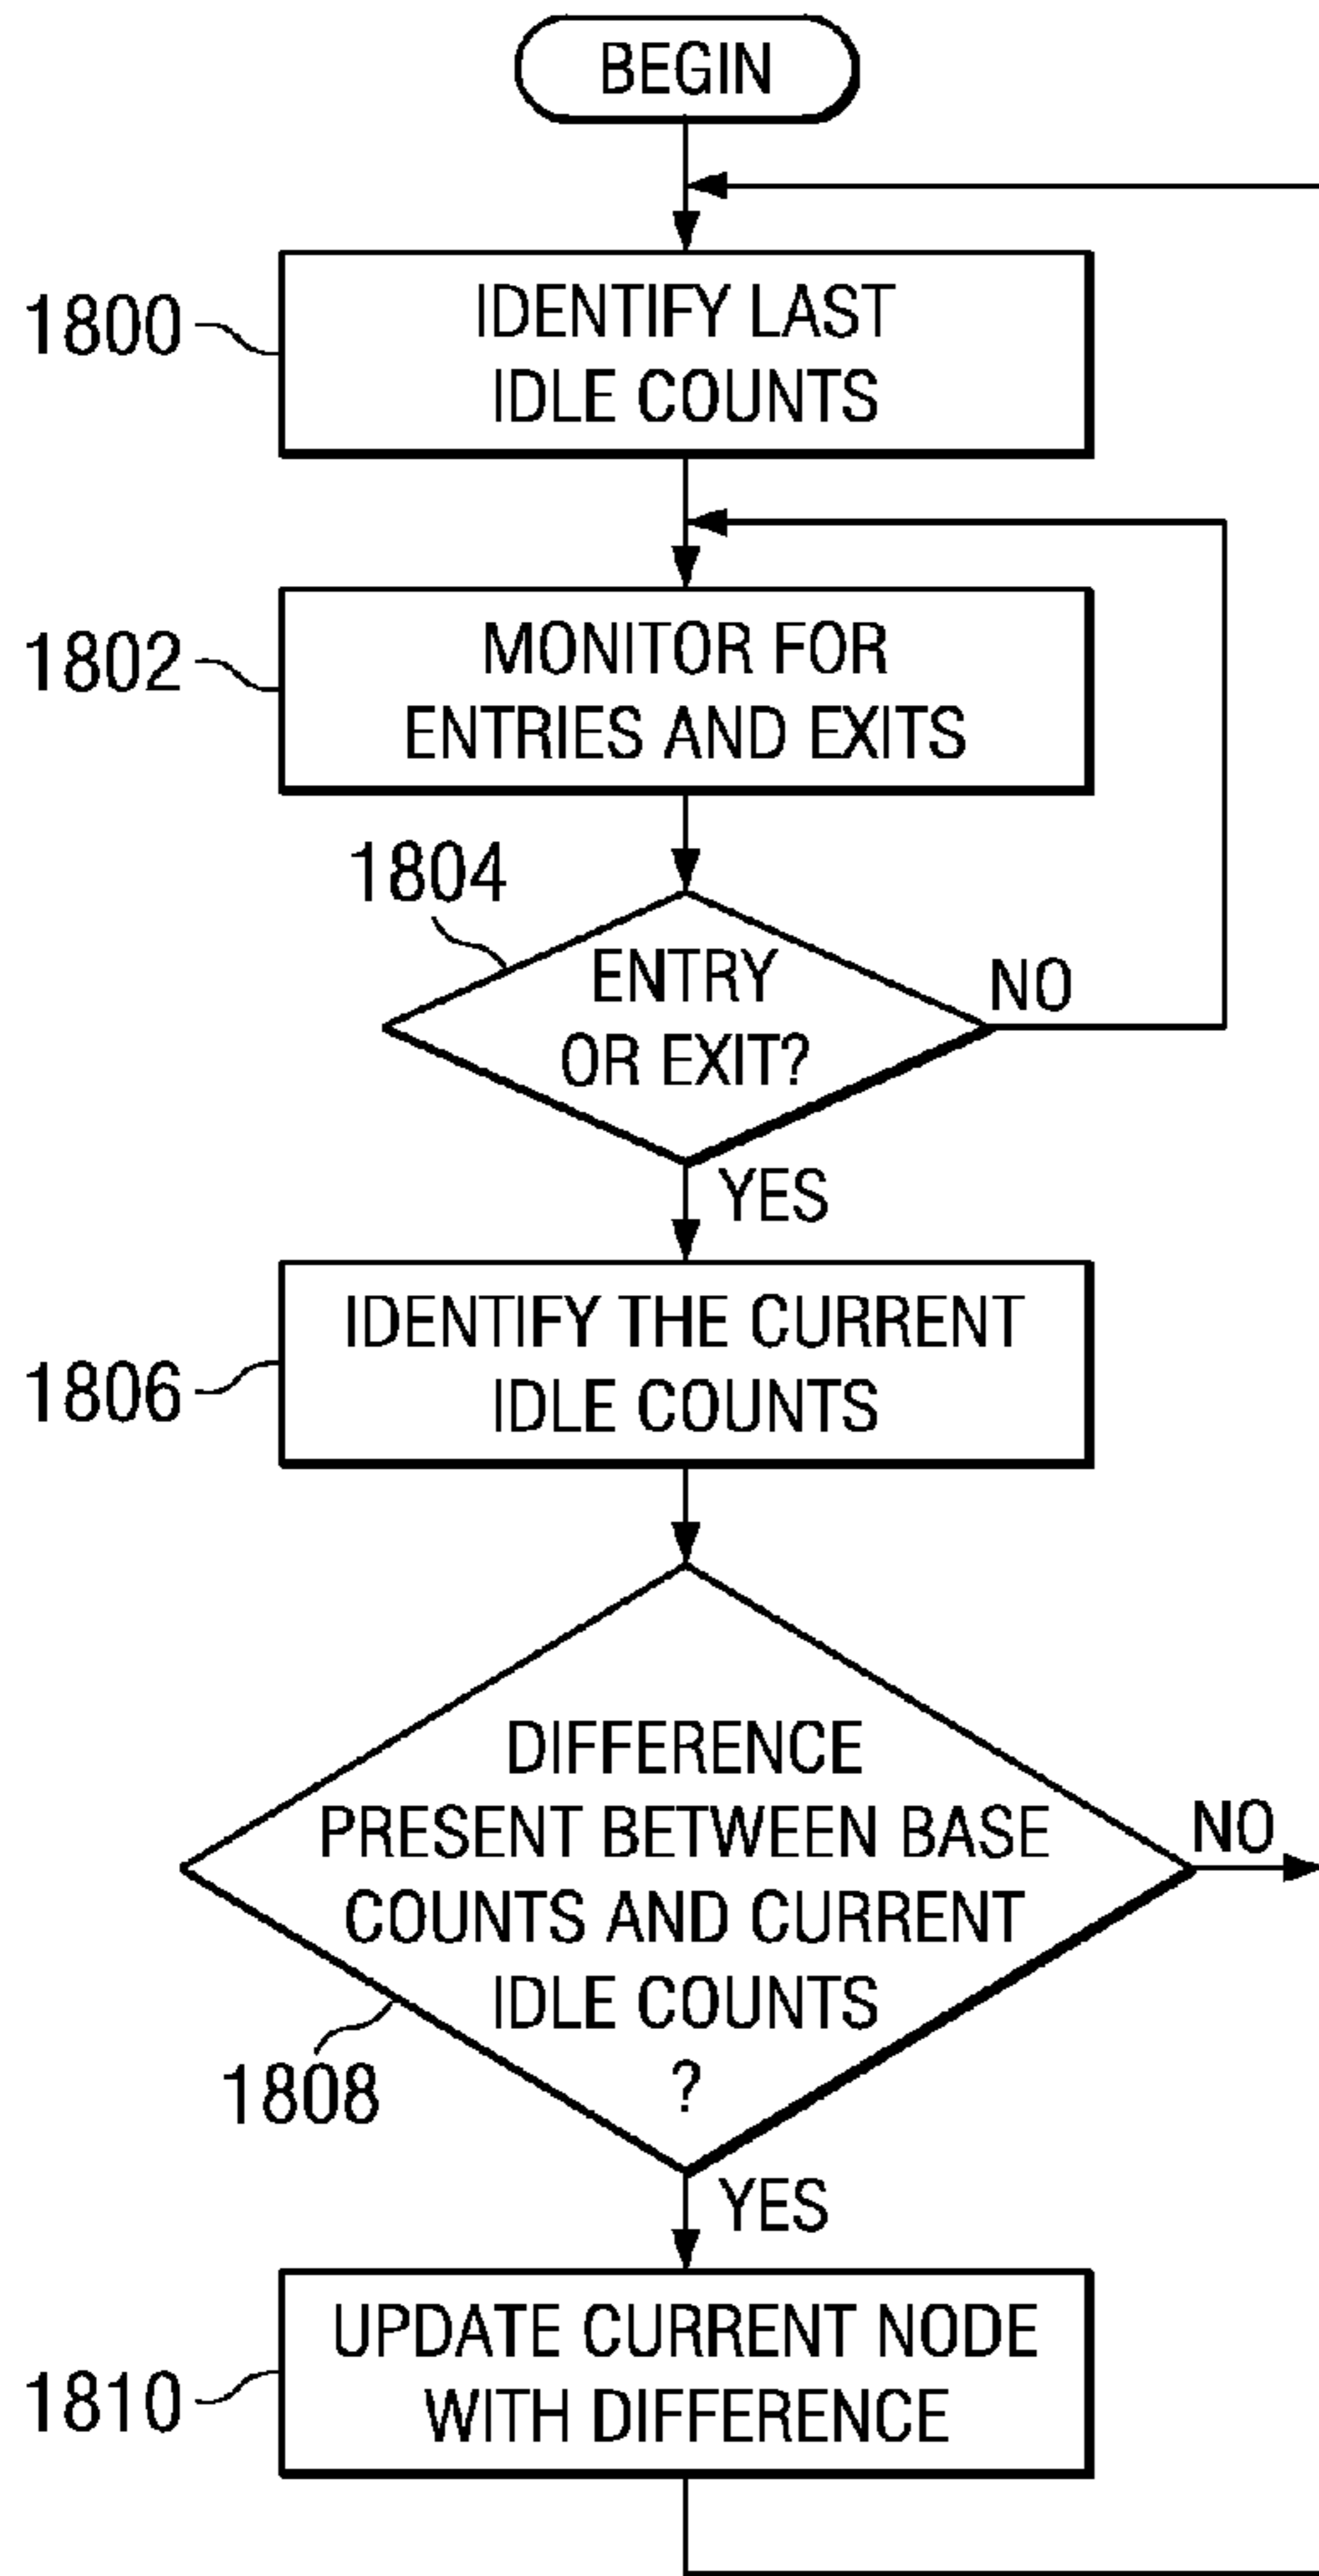 BEGIN
1800
IDENTIFY LAST
IDLE COUNTS
1802
MONITOR FOR
ENTRIES AND EXITS
1804
ENTRY
OR EXIT?
NO
YES
1806
IDENTIFY THE CURRENT
IDLE COUNTS
DIFFERENCE
PRESENT BETWEEN BASE
COUNTS AND CURRENT
IDLE COUNTS
?
NO
1808
YES
1810
UPDATE CURRENT NODE
WITH DIFFERENCE